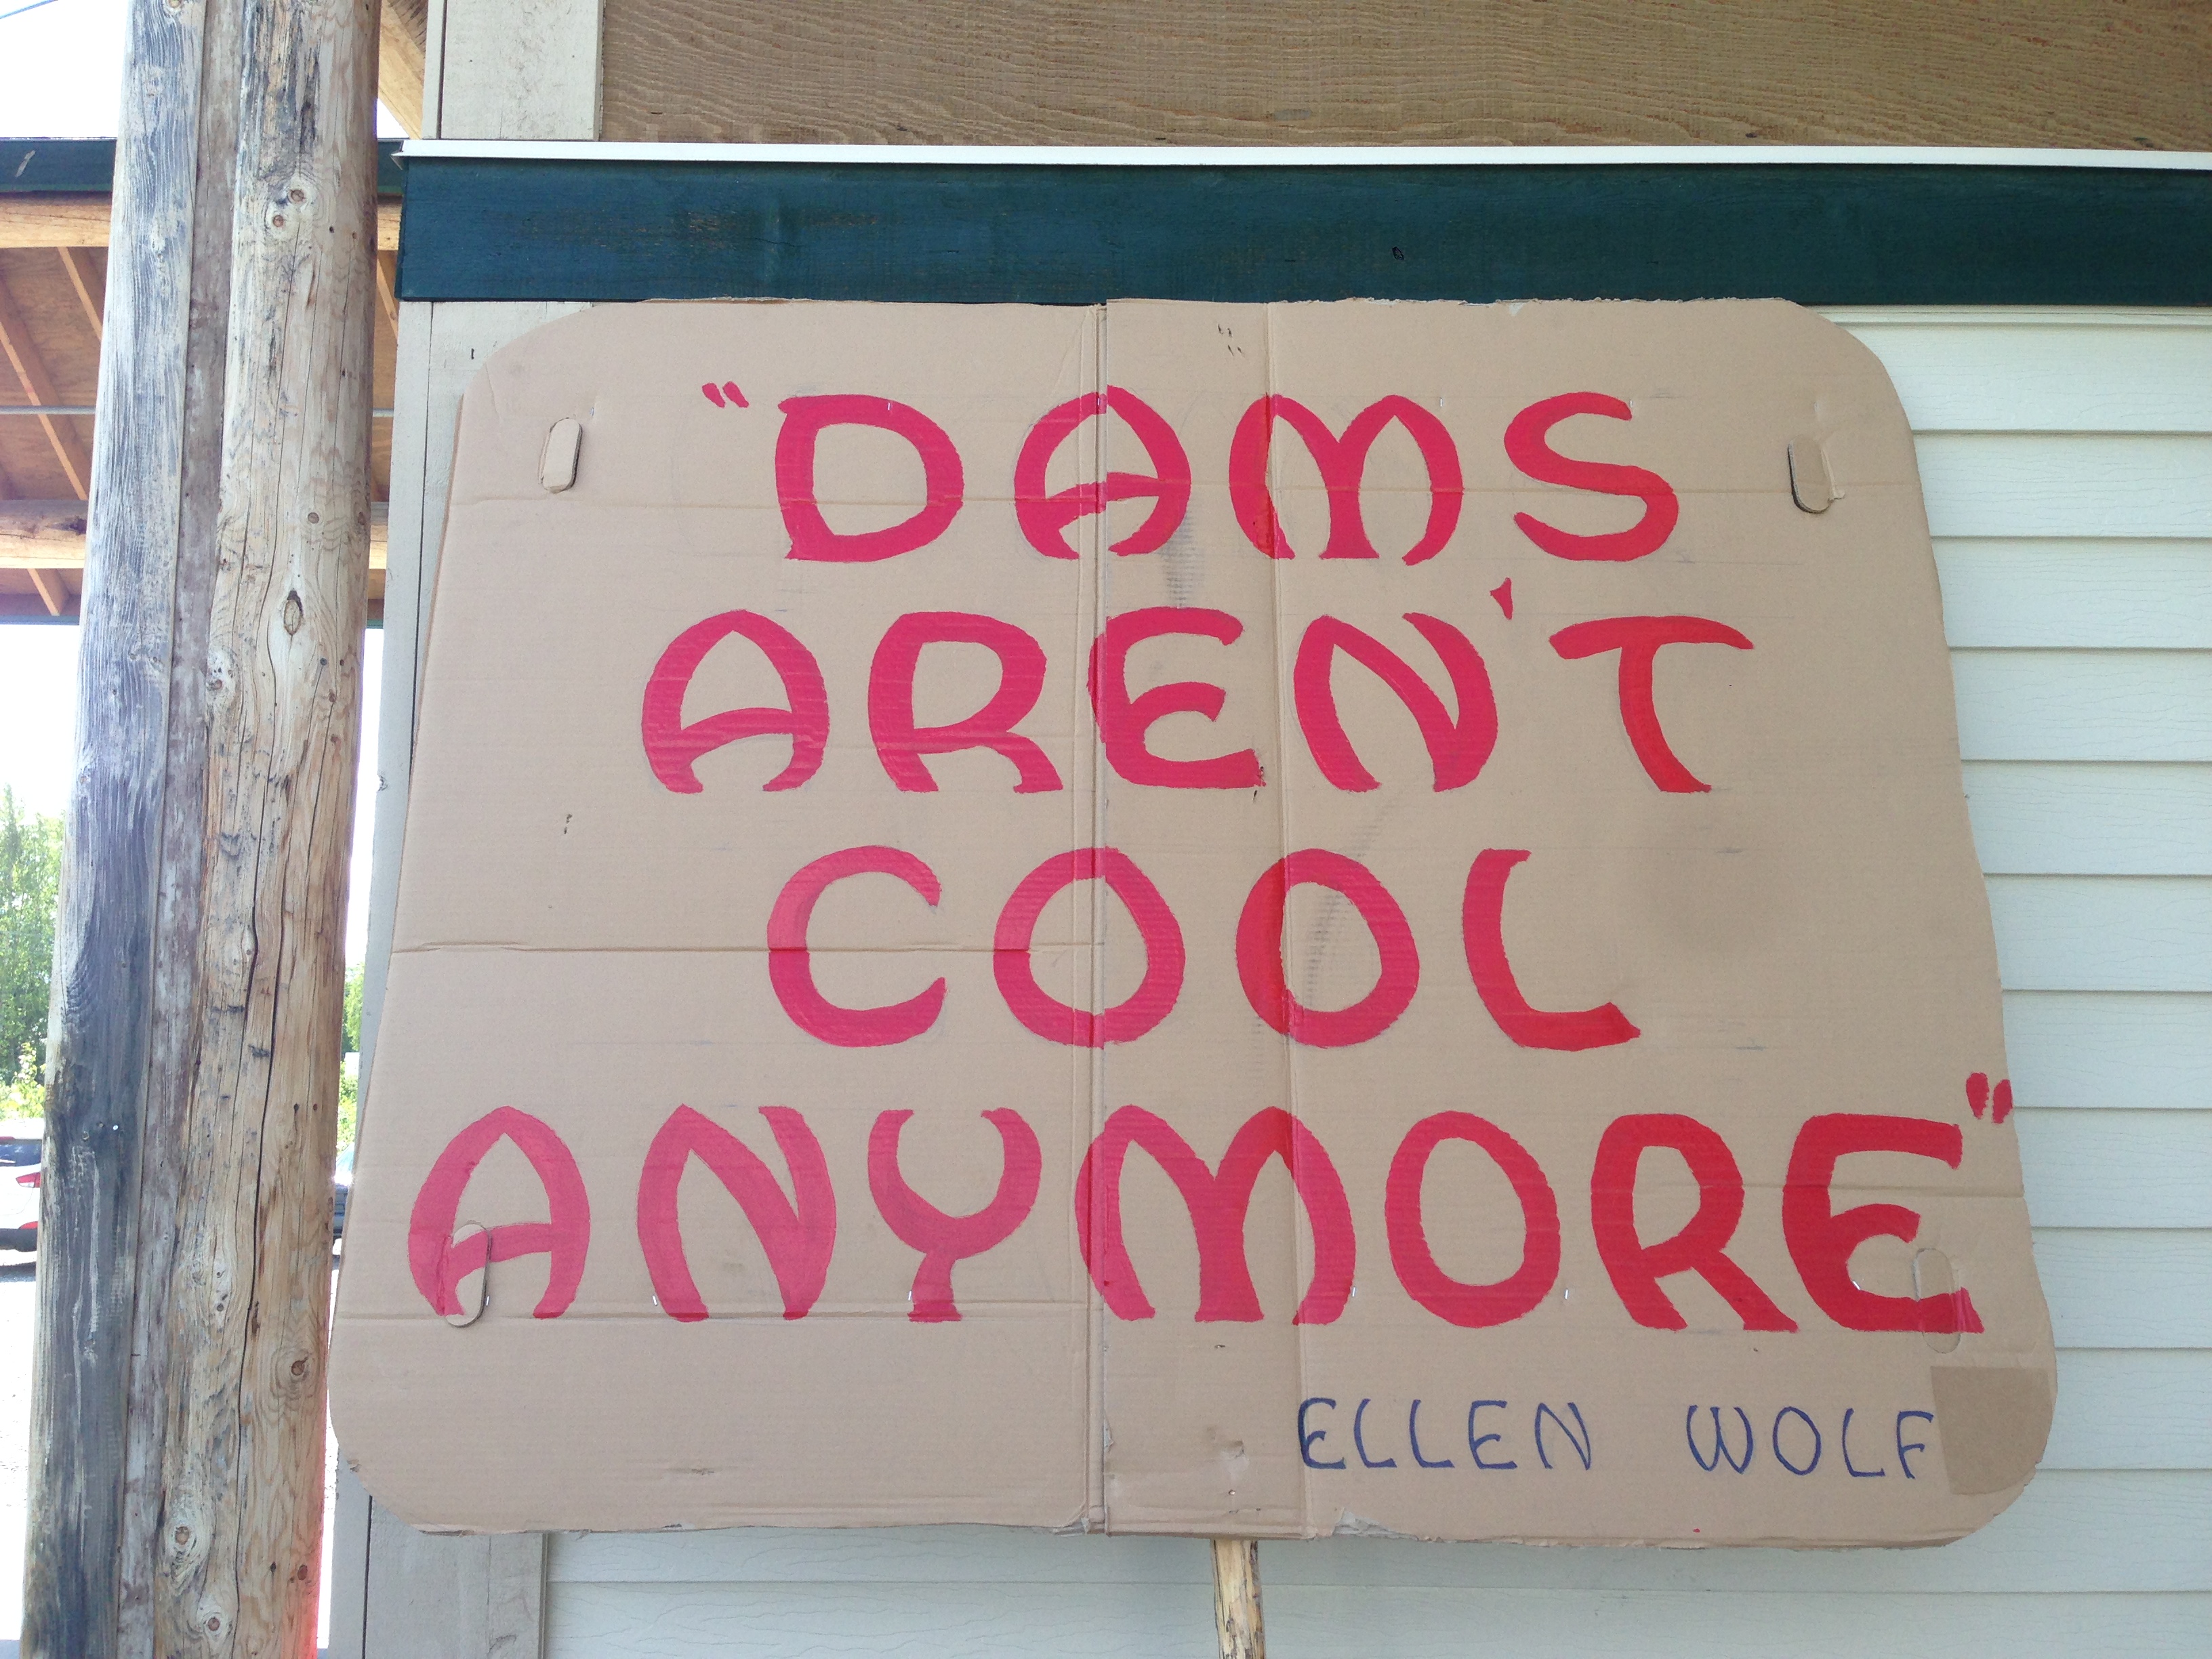 "DAMS
AREN'T
COOL
ANYMORE"
ELLEN WOLF